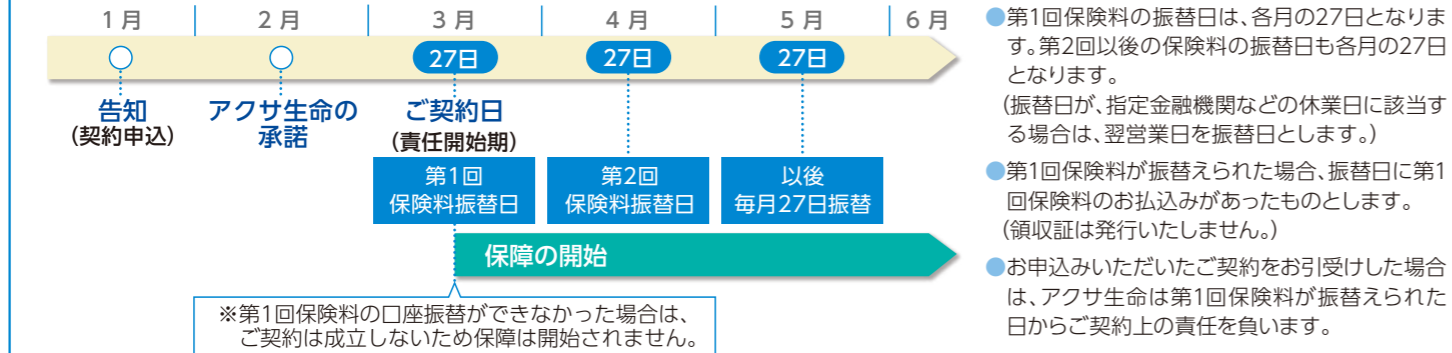 1月 2月 3月 4月 5月 6月
27日 27日 27日
告知
(契約申込)
アクサ生命の
承諾
ご契約日
(責任開始期)
第1回
保険料振替日
第2回
保険料振替日
以後
毎月27日振替
保障の開始
※第1回保険料の口座振替ができなかった場合は、
ご契約は成立しないため保障は開始されません。
●第1回保険料の振替日は、各月の27日となりま
す。第2回以後の保険料の振替日も各月の27日
となります。
(振替日が、指定金融機関などの休業日に該当す
る場合は、翌営業日を振替日とします。)
●第1回保険料が振替えられた場合、振替日に第1
回保険料のお払込みがあったものとします。
(領収証は発行いたしません。)
●お申込みいただいたご契約をお引受けした場合
は、アクサ生命は第1回保険料が振替えられた
日からご契約上の責任を負います。